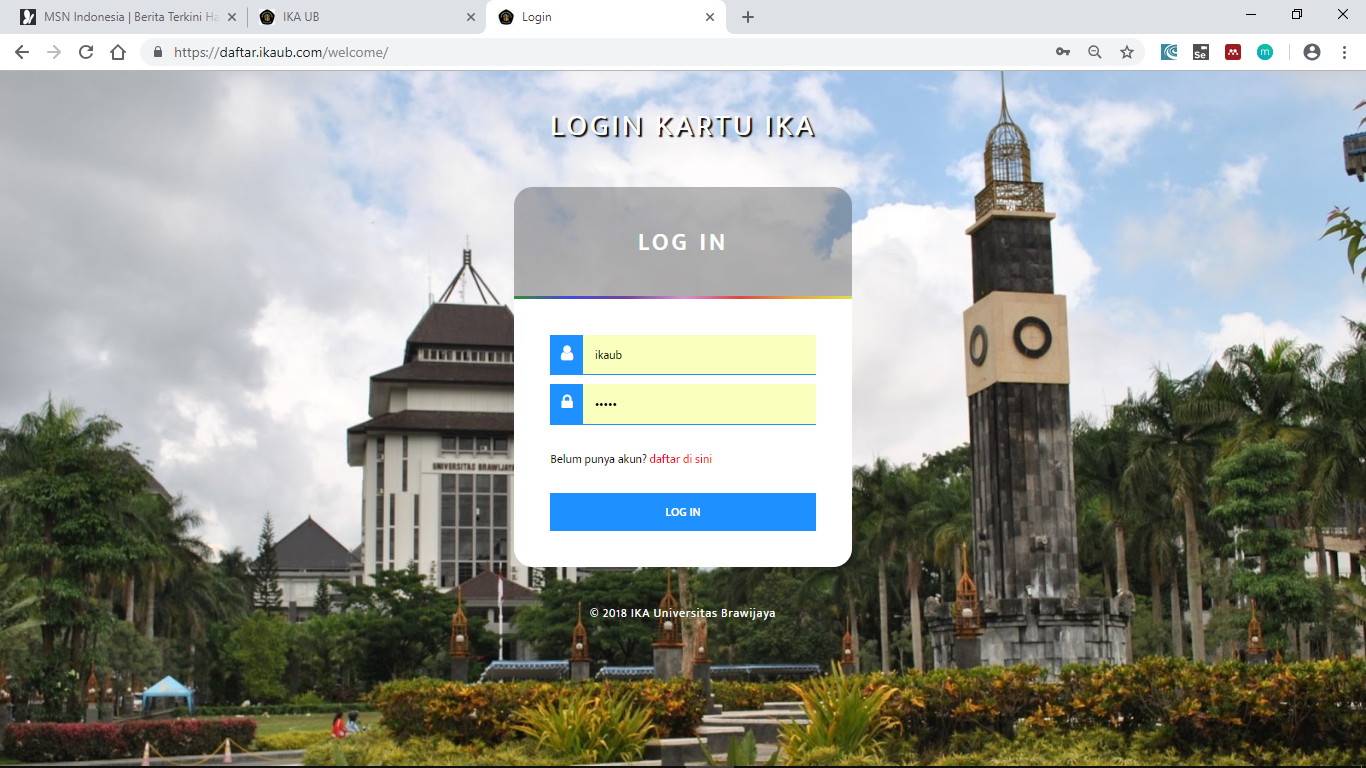 MSN Indonesia | Berita Terkini Ha
IKA UB
Login
https://daftar.ikaub.com/welcome/
Se
m
LOGIN KARTU IKA
LOG IN
ikaub
•••••
UNIVERSITAS BRAWIJAYA
Belum punya akun? daftar di sini
LOG IN
© 2018 IKA Universitas Brawijaya